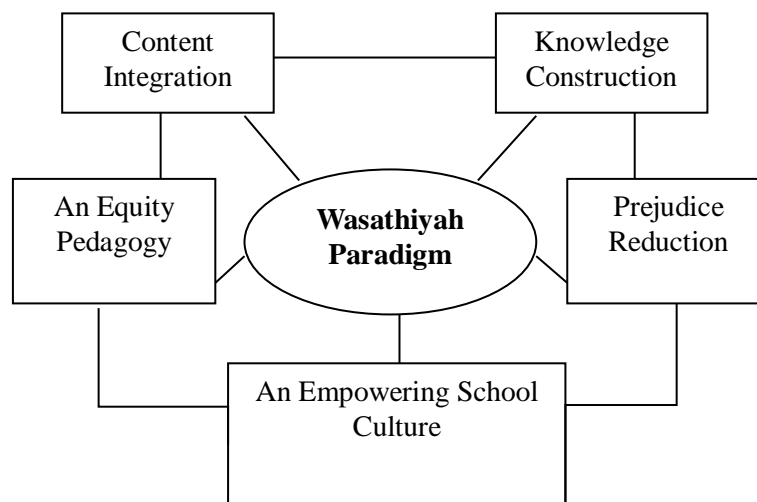 Content
Integration
Knowledge
Construction
An Equity
Pedagogy
Wasathiyah
Paradigm
Prejudice
Reduction
An Empowering School
Culture